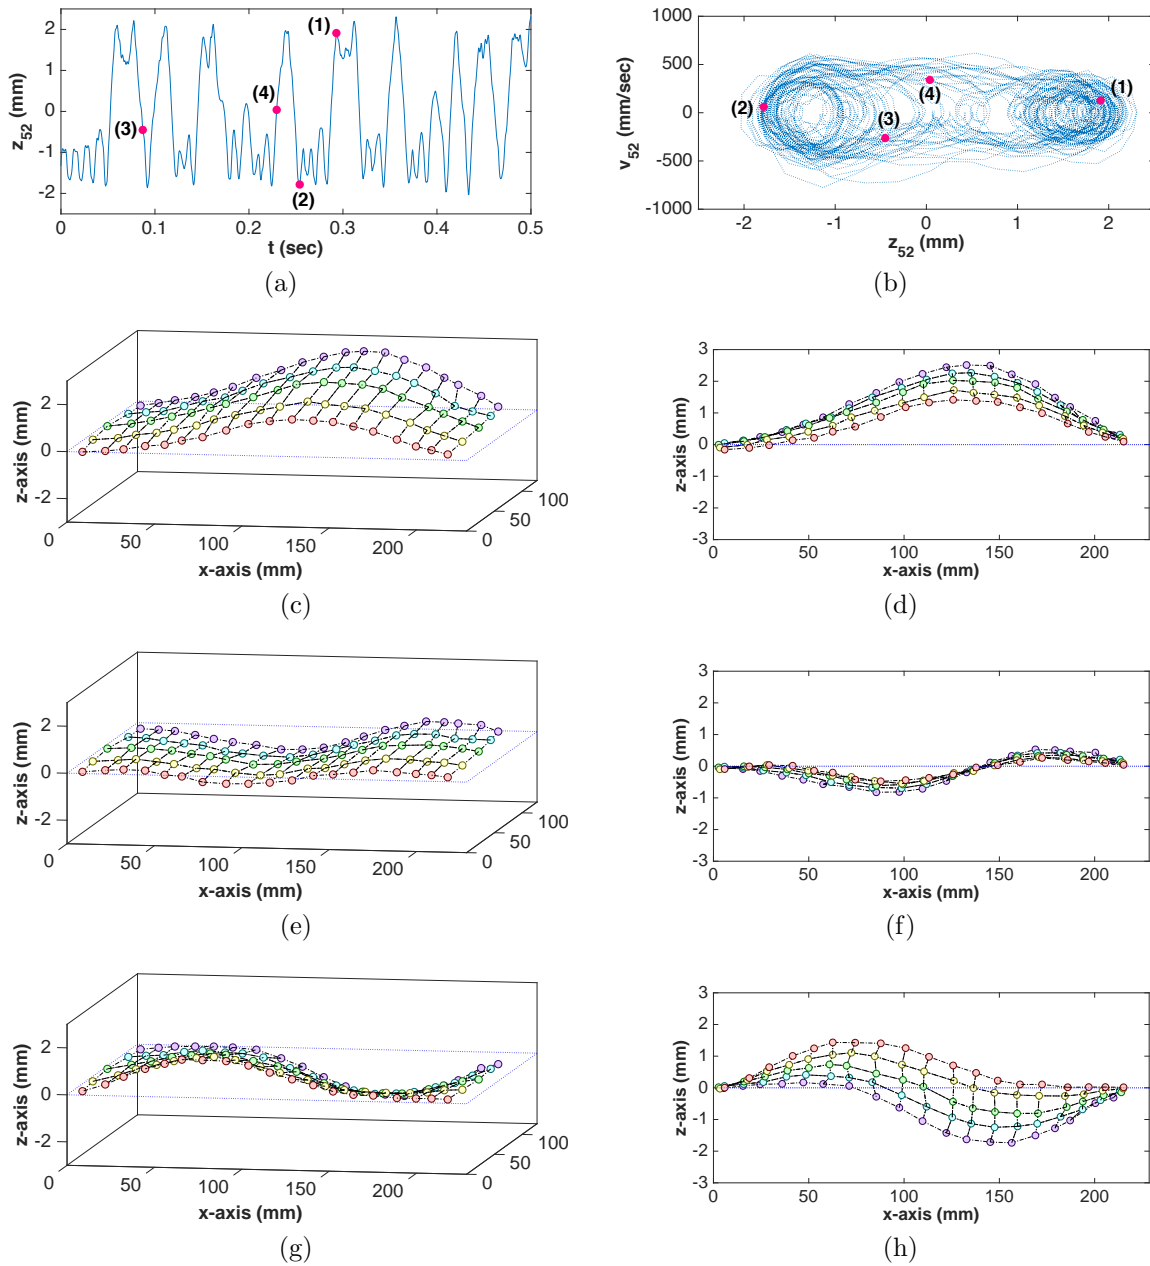 2
1
0
-1
-2
z52 (mm)
(1)
(2)
(3)
(4)
0 0.1 0.2 0.3 0.4 0.5
t (sec)
(a)
1000
500
0
-500
-1000
v52 (mm/sec)
(1)
(2)
(3)
(4)
-2 -1 0 1 2
z52 (mm)
(b)
2
0
-2
z-axis (mm)
0 50 100 150 200
x-axis (mm)
0 50 100
(c)
3
2
1
0
-1
-2
-3
z-axis (mm)
0 50 100 150 200
x-axis (mm)
(d)
2
0
-2
z-axis (mm)
0 50 100 150 200
x-axis (mm)
0 50 100
(e)
3
2
1
0
-1
-2
-3
z-axis (mm)
0 50 100 150 200
x-axis (mm)
(f)
2
0
-2
z-axis (mm)
0 50 100 150 200
x-axis (mm)
0 50 100
(g)
3
2
1
0
-1
-2
-3
z-axis (mm)
0 50 100 150 200
x-axis (mm)
(h)